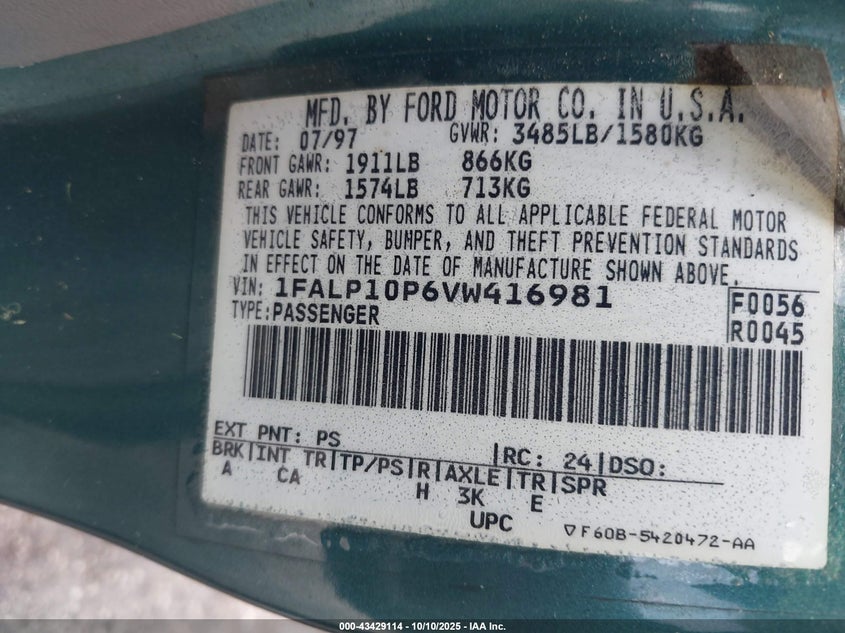 MFD. BY FORD MOTOR CO. IN U.S.A.
DATE: 07/97 GVWR: 3485LB/1580KG
FRONT GAWR: 1911LB 866KG
REAR GAWR: 1574LB 713KG
THIS VEHICLE CONFORMS TO ALL APPLICABLE FEDERAL MOTOR
VEHICLE SAFETY, BUMPER, AND THEFT PREVENTION STANDARDS
IN EFFECT ON THE DATE OF MANUFACTURE SHOWN ABOVE.
VIN: 1FALP10P6VW416981 F0056
TYPE: PASSENGER R0045
EXT PNT: PS RC: 24 DSO:
BRK INT TR TP/PS R AXLE TR SPR
A CA H 3K E
UPC ▽F60B-5420472-AA
000-43429114 - 10/10/2025 - IAA Inc.